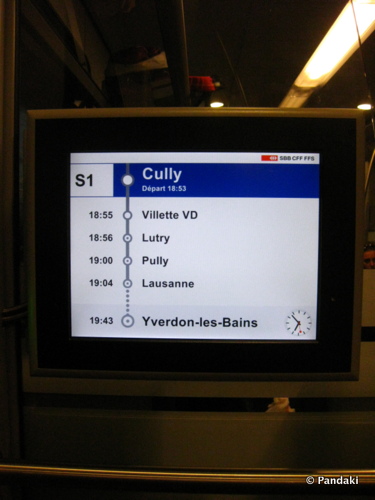 SBB CFF FFS
S1 Cully
Départ 18:53
18:55 Villette VD
18:56 Lutry
19:00 Pully
19:04 Lausanne
19:43 Yverdon-les-Bains
© Pandaki